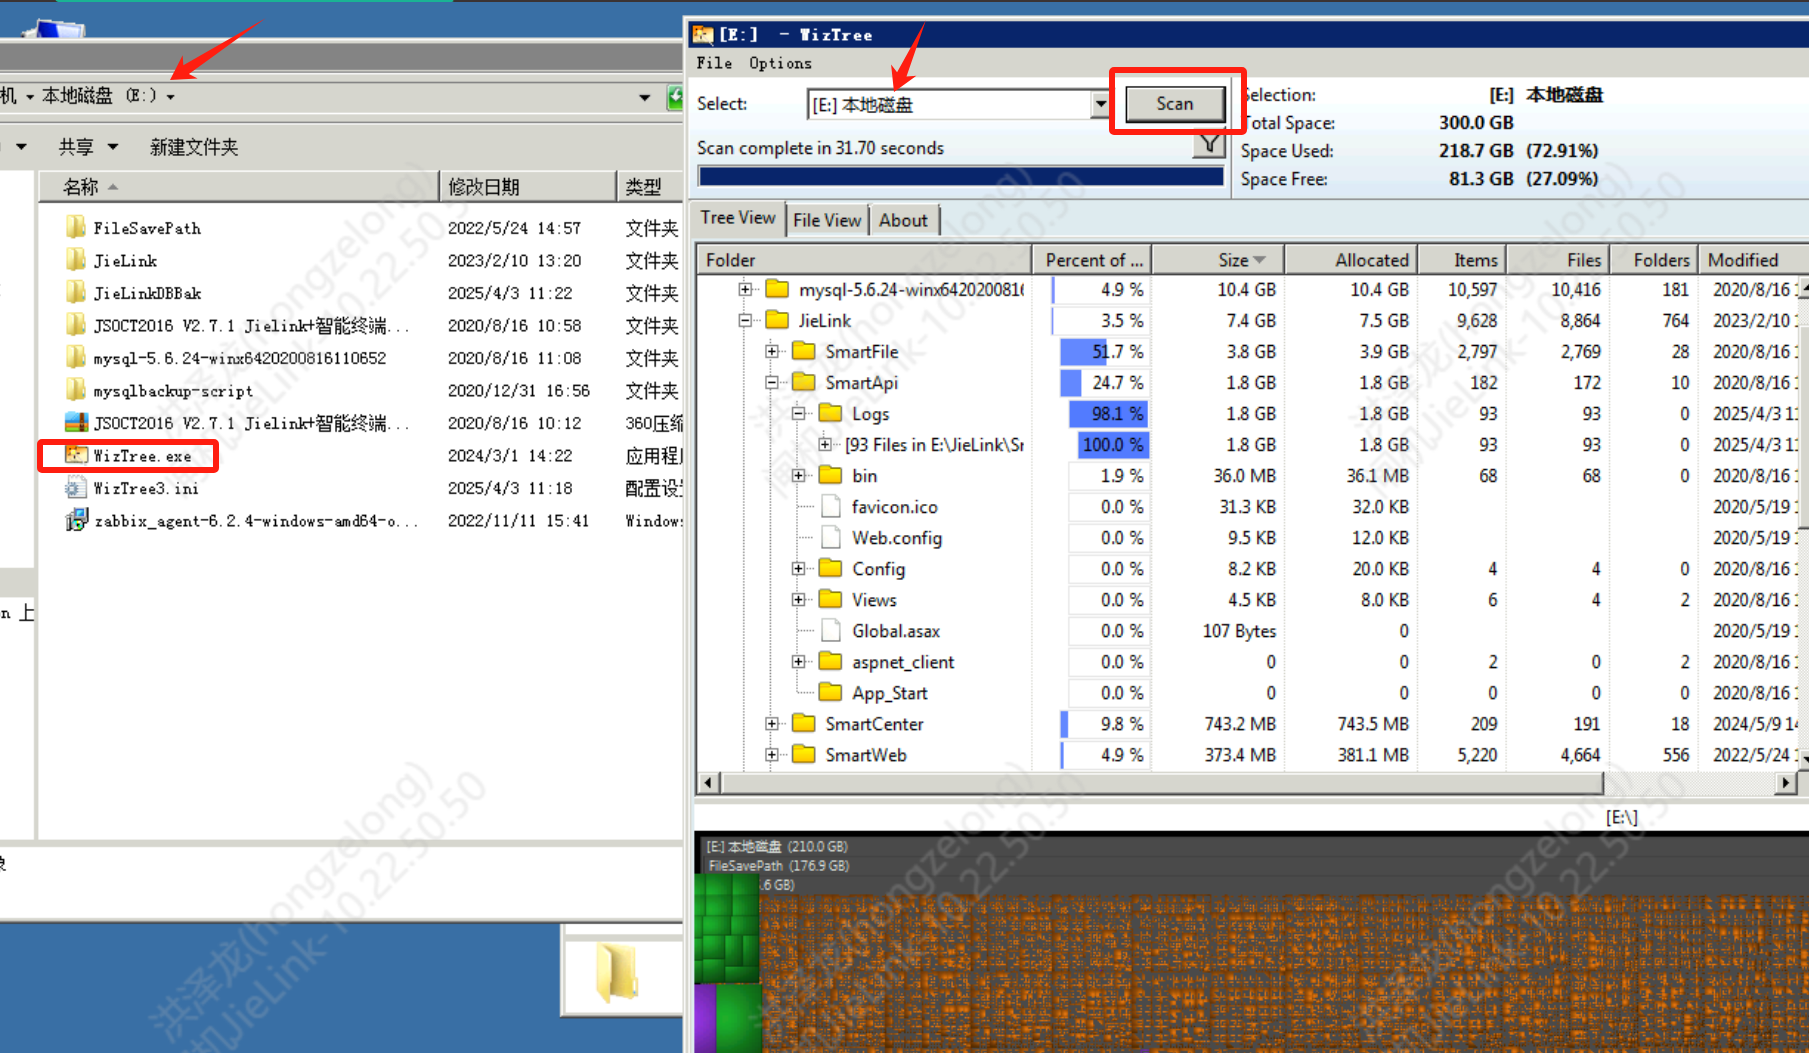 机 ▾ 本地磁盘 (E:) ▾
共享 ▾ 新建文件夹
名称 修改日期 类型
FileSavePath 2022/5/24 14:57 文件夹
JieLink 2023/2/10 13:20 文件夹
JieLinkDBBak 2025/4/3 11:22 文件夹
JSOCT2016 V2.7.1 Jielink+智能终端... 2020/8/16 10:58 文件夹
mysql-5.6.24-winx6420200816110652 2020/8/16 11:08 文件夹
mysqlbackup-script 2020/12/31 16:56 文件夹
JSOCT2016 V2.7.1 Jielink+智能终端... 2020/8/16 10:12 360压缩
WizTree.exe 2024/3/1 14:22 应用程
WizTree3.ini 2025/4/3 11:18 配置设
zabbix_agent-6.2.4-windows-amd64-o... 2022/11/11 15:41 Windows
n 上
[E:] - WizTree
File Options
Select: [E:] 本地磁盘 Scan
Scan complete in 31.70 seconds
Selection: [E:] 本地磁盘
Total Space: 300.0 GB
Space Used: 218.7 GB (72.91%)
Space Free: 81.3 GB (27.09%)
Tree View File View About
Folder Percent of ... Size Allocated Items Files Folders Modified
mysql-5.6.24-winx642020081 4.9 % 10.4 GB 10.4 GB 10,597 10,416 181 2020/8/16
JieLink 3.5 % 7.4 GB 7.5 GB 9,628 8,864 764 2023/2/10
SmartFile 51.7 % 3.8 GB 3.9 GB 2,797 2,769 28 2020/8/16
SmartApi 24.7 % 1.8 GB 1.8 GB 182 172 10 2020/8/16
Logs 98.1 % 1.8 GB 1.8 GB 93 93 0 2025/4/3 1
[93 Files in E:\JieLink\Sr 100.0 % 1.8 GB 1.8 GB 93 93 0 2025/4/3 1
bin 1.9 % 36.0 MB 36.1 MB 68 68 0 2020/8/16
favicon.ico 0.0 % 31.3 KB 32.0 KB 2020/5/19
Web.config 0.0 % 9.5 KB 12.0 KB 2020/5/19
Config 0.0 % 8.2 KB 20.0 KB 4 4 0 2020/8/16
Views 0.0 % 4.5 KB 8.0 KB 6 4 2 2020/8/16
Global.asax 0.0 % 107 Bytes 0 2020/5/19
aspnet_client 0.0 % 0 0 2 0 2 2020/8/16
App_Start 0.0 % 0 0 0 0 0 2020/8/16
SmartCenter 9.8 % 743.2 MB 743.5 MB 209 191 18 2024/5/9 1
SmartWeb 4.9 % 373.4 MB 381.1 MB 5,220 4,664 556 2022/5/24
[E:\]
[E:] 本地磁盘 (210.0 GB)
FileSavePath (176.9 GB)
.6 GB)
洪泽龙(hongzelong)
闸机JieLink-10.22.50.50